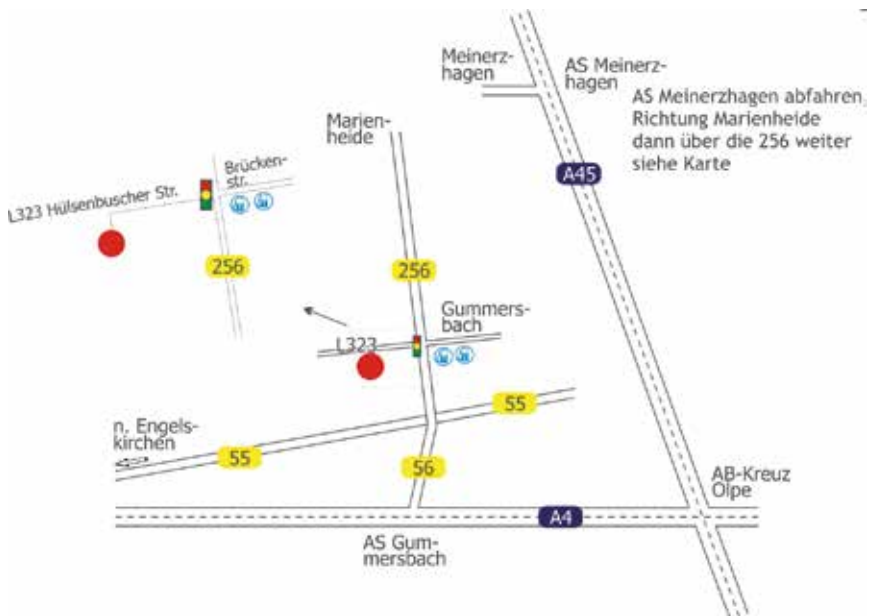 Meinerz-
hagen
AS Meinerz-
hagen
AS Meinerzhagen abfahren,
Richtung Marienheide
dann über die 256 weiter
siehe Karte
Marien-
heide
A45
Brücken-
str.
L323 Hülsenbuscher Str.
256
256
Gummers-
bach
L323
55
n. Engels-
kirchen
55
56
AB-Kreuz
Olpe
A4
AS Gum-
mersbach